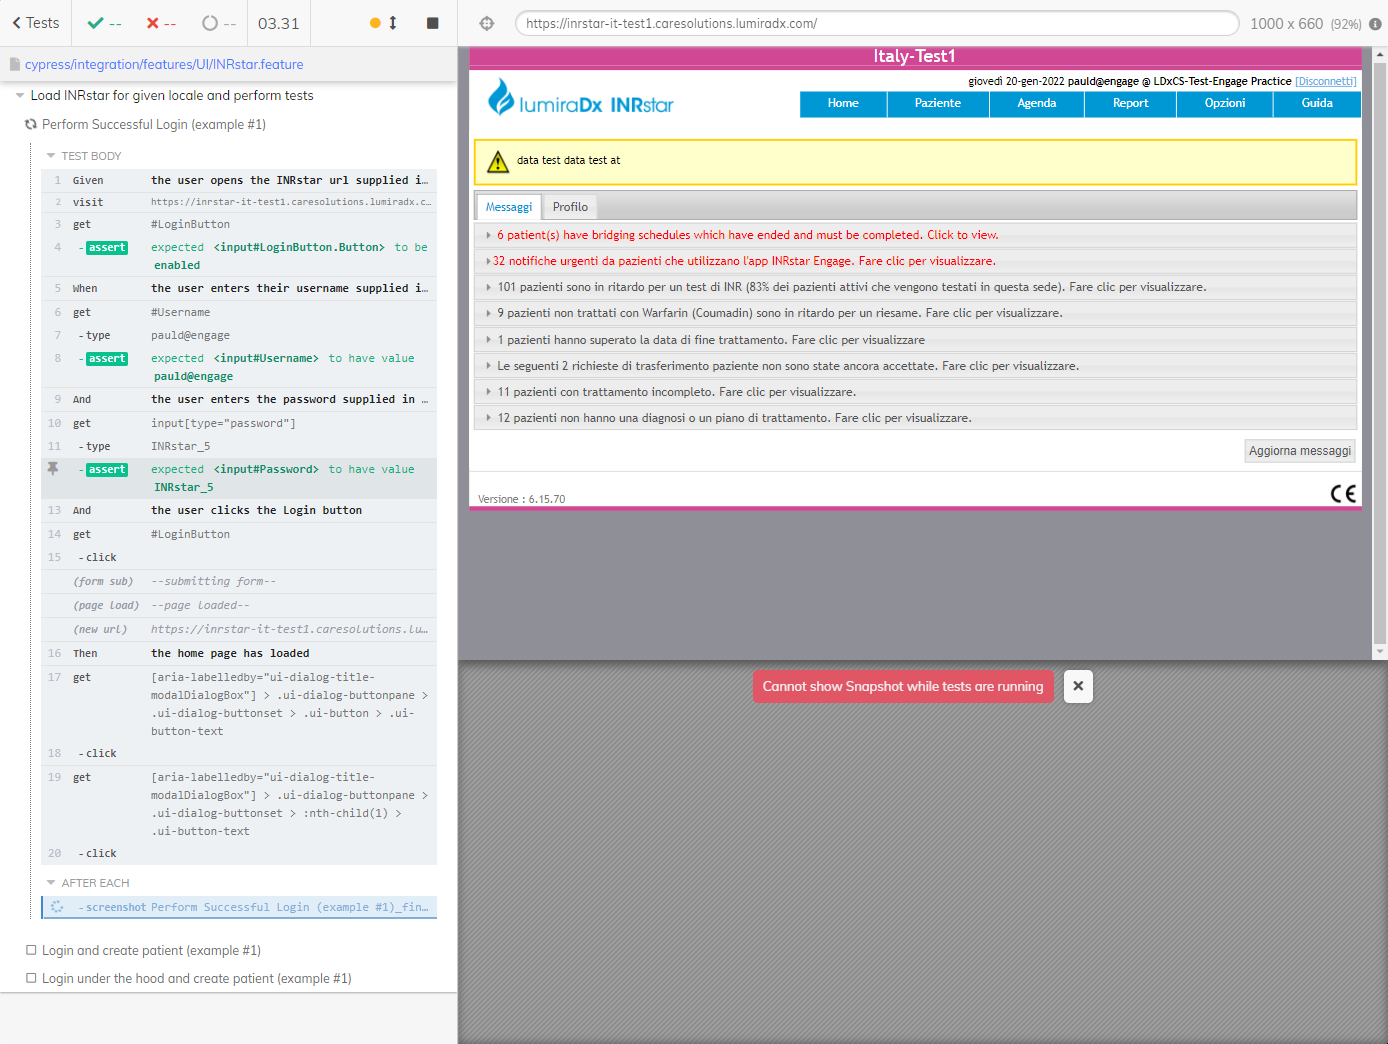 Tests
--
--
--
03.31
cypress/integration/features/UI/INRstar.feature
Load INRstar for given locale and perform tests
Perform Successful Login (example #1)
TEST BODY
1 Given the user opens the INRstar url supplied i…
2 visit https://inrstar-it-test1.caresolutions.lumiradx.c…
3 get #LoginButton
4 - assert expected <input#LoginButton.Button> to be
enabled
5 When the user enters their username supplied i…
6 get #Username
7 - type pauld@engage
8 - assert expected <input#Username> to have value
pauld@engage
9 And the user enters the password supplied in …
10 get input[type="password"]
11 - type INRstar_5
- assert expected <input#Password> to have value
INRstar_5
13 And the user clicks the Login button
14 get #LoginButton
15 - click
(form sub) --submitting form--
(page load) --page loaded--
(new url) https://inrstar-it-test1.caresolutions.lu…
16 Then the home page has loaded
17 get [aria-labelledby="ui-dialog-title-
modalDialogBox"] > .ui-dialog-buttonpane >
.ui-dialog-buttonset > .ui-button > .ui-
button-text
18 - click
19 get [aria-labelledby="ui-dialog-title-
modalDialogBox"] > .ui-dialog-buttonpane >
.ui-dialog-buttonset > :nth-child(1) >
.ui-button-text
20 - click
AFTER EACH
- screenshot Perform Successful Login (example #1)_fin…
Login and create patient (example #1)
Login under the hood and create patient (example #1)
https://inrstar-it-test1.caresolutions.lumiradx.com/
1000 x 660 (92%)
Italy-Test1
giovedì 20-gen-2022 pauld@engage @ LDxCS-Test-Engage Practice [Disconnetti]
lumiraDx INRstar
Home Paziente Agenda Report Opzioni Guida
data test data test at
Messaggi Profilo
6 patient(s) have bridging schedules which have ended and must be completed. Click to view.
32 notifiche urgenti da pazienti che utilizzano l'app INRstar Engage. Fare clic per visualizzare.
101 pazienti sono in ritardo per un test di INR (83% dei pazienti attivi che vengono testati in questa sede). Fare clic per visualizzare.
9 pazienti non trattati con Warfarin (Coumadin) sono in ritardo per un riesame. Fare clic per visualizzare.
1 pazienti hanno superato la data di fine trattamento. Fare clic per visualizzare
Le seguenti 2 richieste di trasferimento paziente non sono state ancora accettate. Fare clic per visualizzare.
11 pazienti con trattamento incompleto. Fare clic per visualizzare.
12 pazienti non hanno una diagnosi o un piano di trattamento. Fare clic per visualizzare.
Aggiorna messaggi
Versione : 6.15.70
CE
Cannot show Snapshot while tests are running